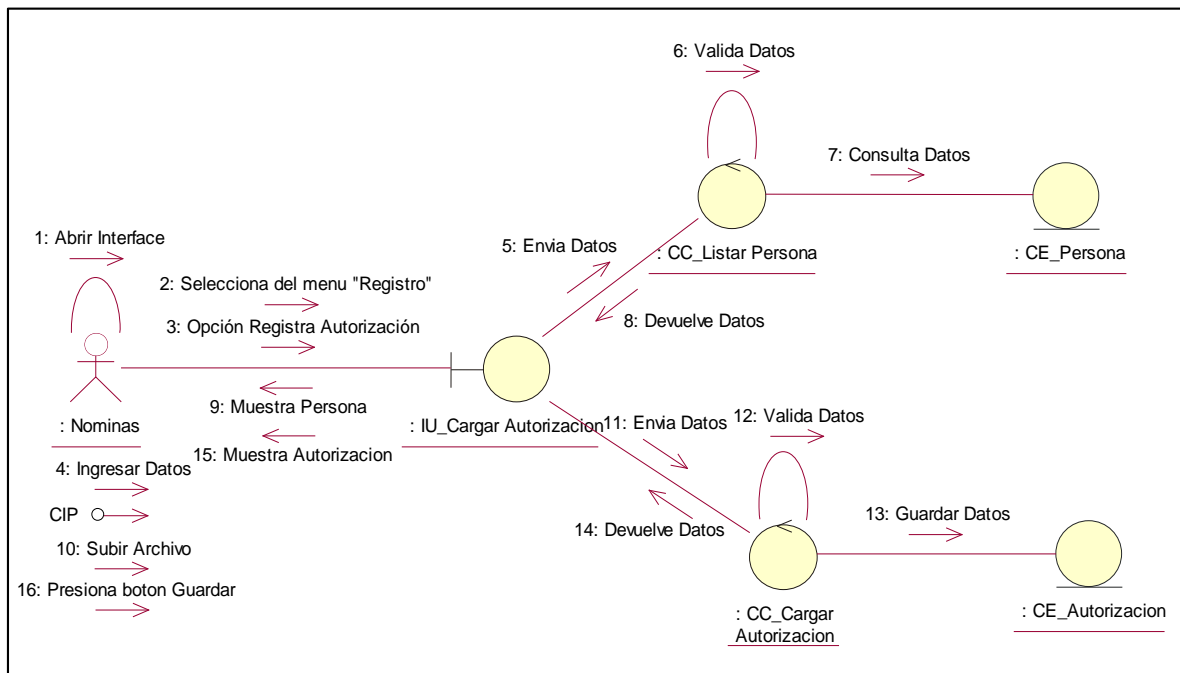 6: Valida Datos
7: Consulta Datos
1: Abrir Interface
5: Envia Datos
: CC_Listar Persona
: CE_Persona
2: Selecciona del menu "Registro"
3: Opción Registra Autorización
8: Devuelve Datos
9: Muestra Persona
: Nominas
: IU_Cargar Autorizacion
11: Envia Datos
12: Valida Datos
15: Muestra Autorizacion
4: Ingresar Datos
CIP
14: Devuelve Datos
13: Guardar Datos
10: Subir Archivo
16: Presiona boton Guardar
: CC_Cargar
Autorizacion
: CE_Autorizacion